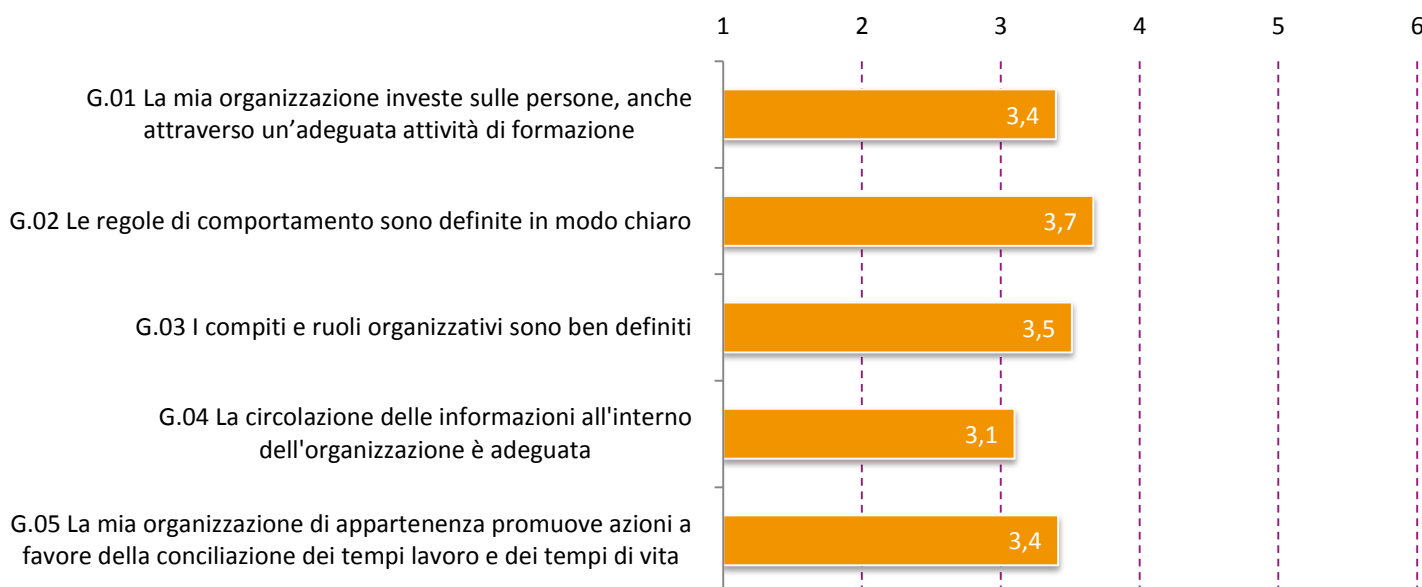 1 2 3 4 5 6
G.01 La mia organizzazione investe sulle persone, anche
attraverso un’adeguata attività di formazione
3,4
G.02 Le regole di comportamento sono definite in modo chiaro
3,7
G.03 I compiti e ruoli organizzativi sono ben definiti
3,5
G.04 La circolazione delle informazioni all'interno
dell'organizzazione è adeguata
3,1
G.05 La mia organizzazione di appartenenza promuove azioni a
favore della conciliazione dei tempi lavoro e dei tempi di vita
3,4